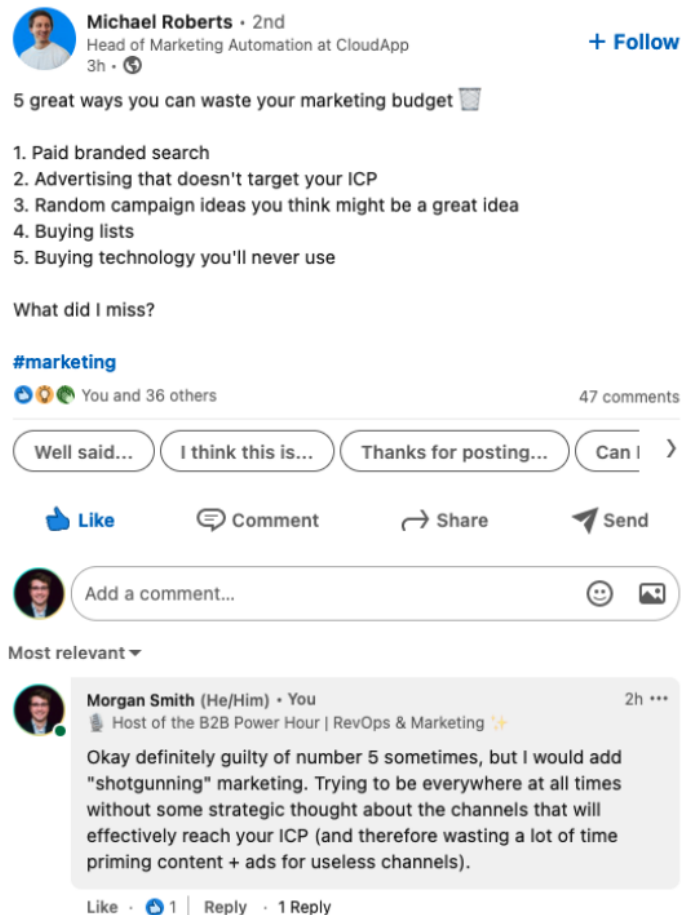 Michael Roberts • 2nd
Head of Marketing Automation at CloudApp
3h •
+ Follow
5 great ways you can waste your marketing budget 🗑️
1. Paid branded search
2. Advertising that doesn't target your ICP
3. Random campaign ideas you think might be a great idea
4. Buying lists
5. Buying technology you'll never use
What did I miss?
#marketing
You and 36 others
47 comments
Well said...
I think this is...
Thanks for posting...
Can I
Like
Comment
Share
Send
Add a comment...
Most relevant
Morgan Smith (He/Him) • You
2h •••
🎙️ Host of the B2B Power Hour | RevOps & Marketing ✨
Okay definitely guilty of number 5 sometimes, but I would add
"shotgunning" marketing. Trying to be everywhere at all times
without some strategic thought about the channels that will
effectively reach your ICP (and therefore wasting a lot of time
priming content + ads for useless channels).
Like · 1 | Reply · 1 Reply